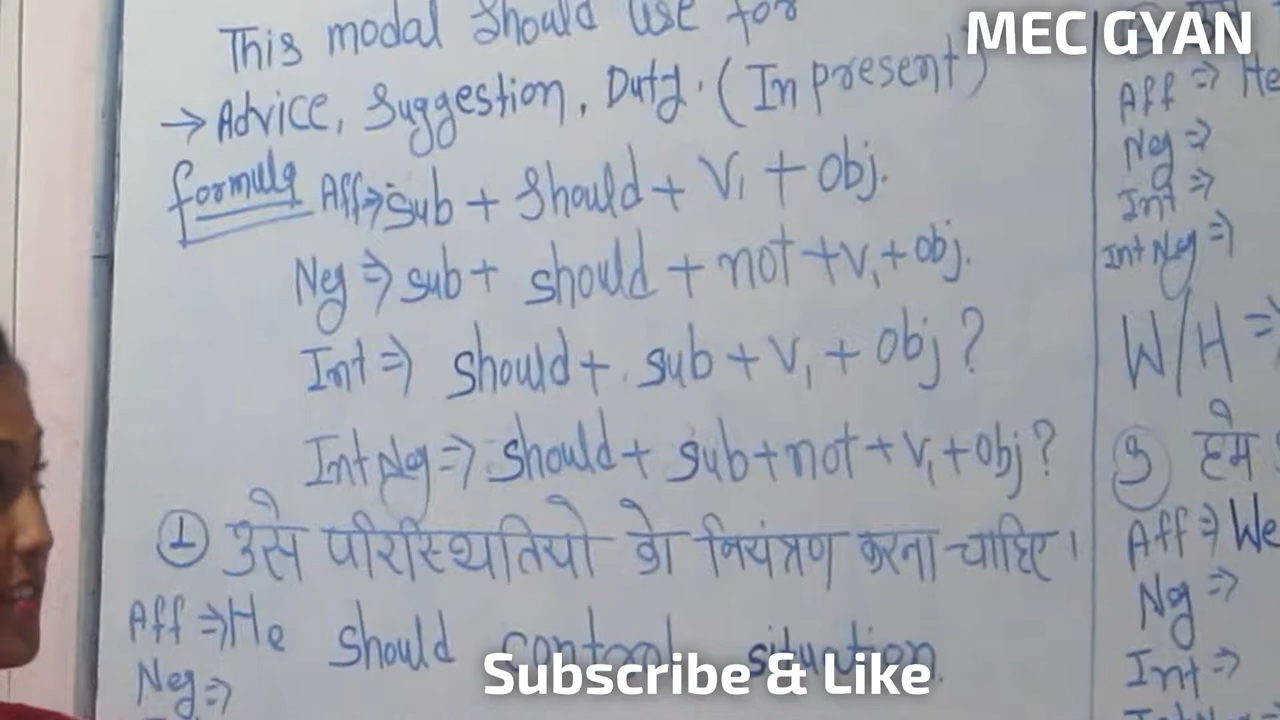 This modal should use for
→ Advice, Suggestion, Duty. (In present)
formula Aff⇒ sub + Should + V₁ + Obj.
Neg ⇒ sub + should + not + v₁ + obj.
Int ⇒ should + sub + v₁ + obj ?
Int Neg ⇒ should + sub + not + v₁ + obj ?
① उसे परिस्थितियो को नियंत्रण करना चाहिए।
Aff ⇒ He should control situation.
Neg ⇒
MEC GYAN
Aff ⇒ He
Neg ⇒
Int ⇒
Int Neg ⇒
W/H ⇒
③ हमे
Aff ⇒ We
Neg ⇒
Int ⇒
Subscribe & Like